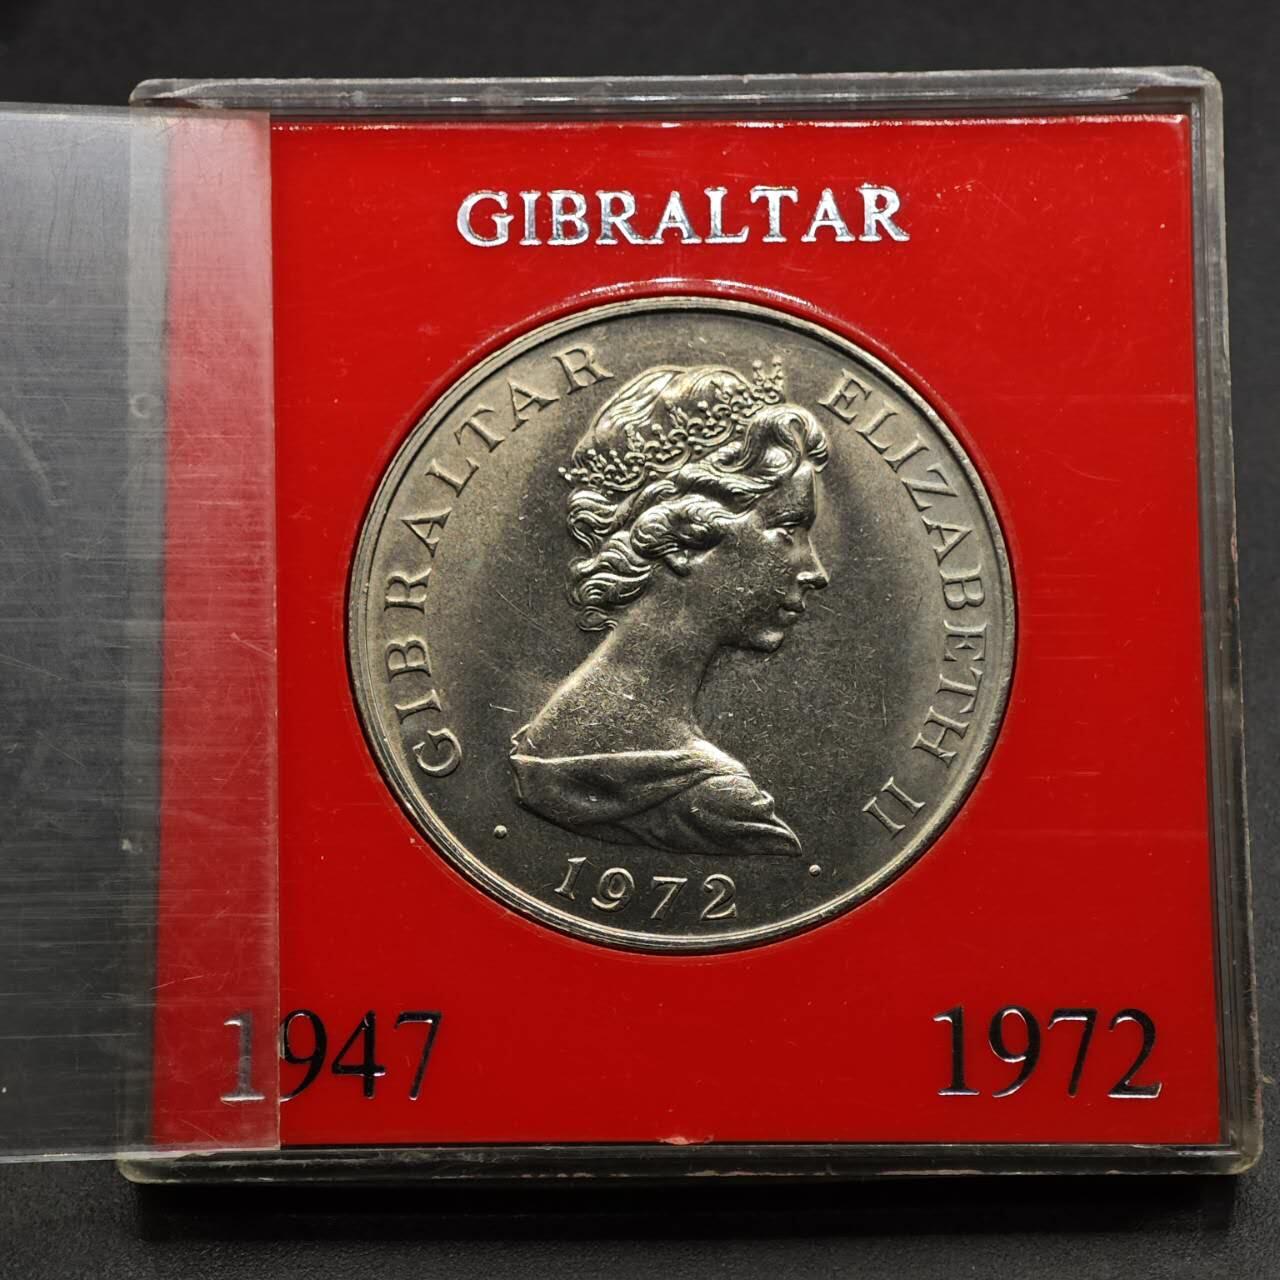 GIBRALTAR
GIBRALTAR ELIZABETH II
· 1972 ·
1947 1972